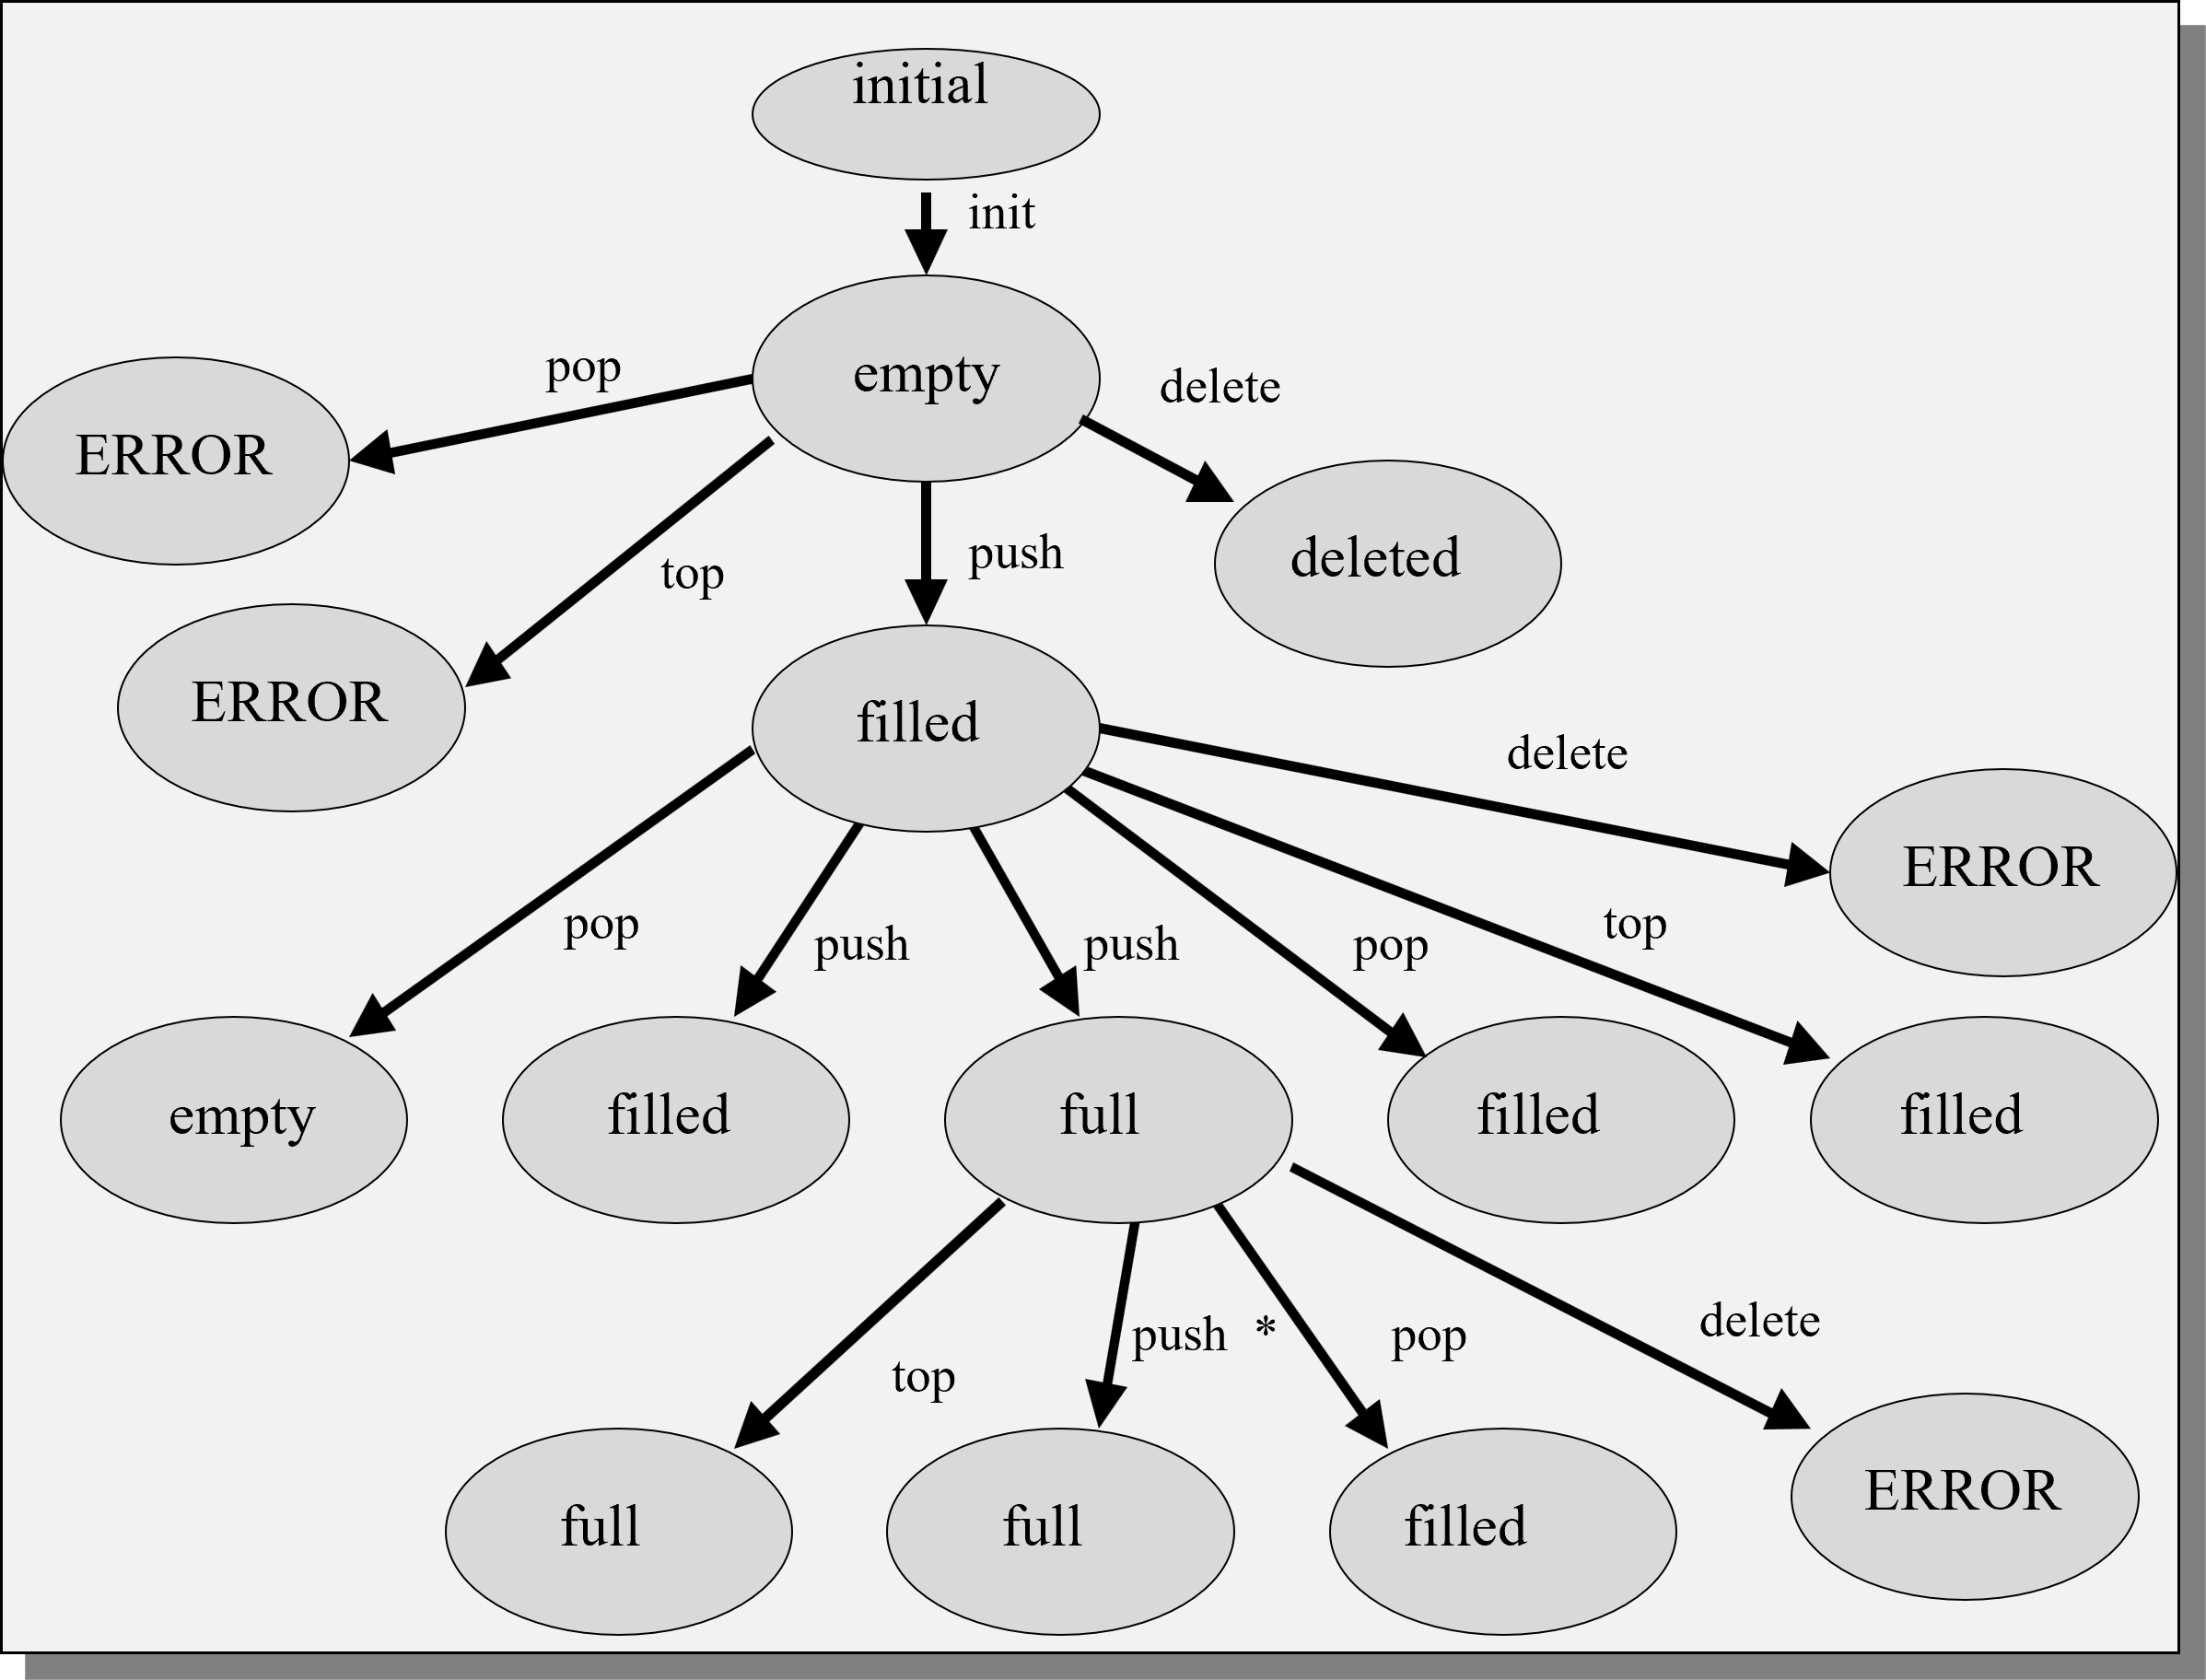 initial
init
empty
pop
delete
ERROR
deleted
top
push
ERROR
filled
delete
ERROR
pop
push
push
pop
top
empty
filled
full
filled
filled
top
push *
pop
delete
full
full
filled
ERROR